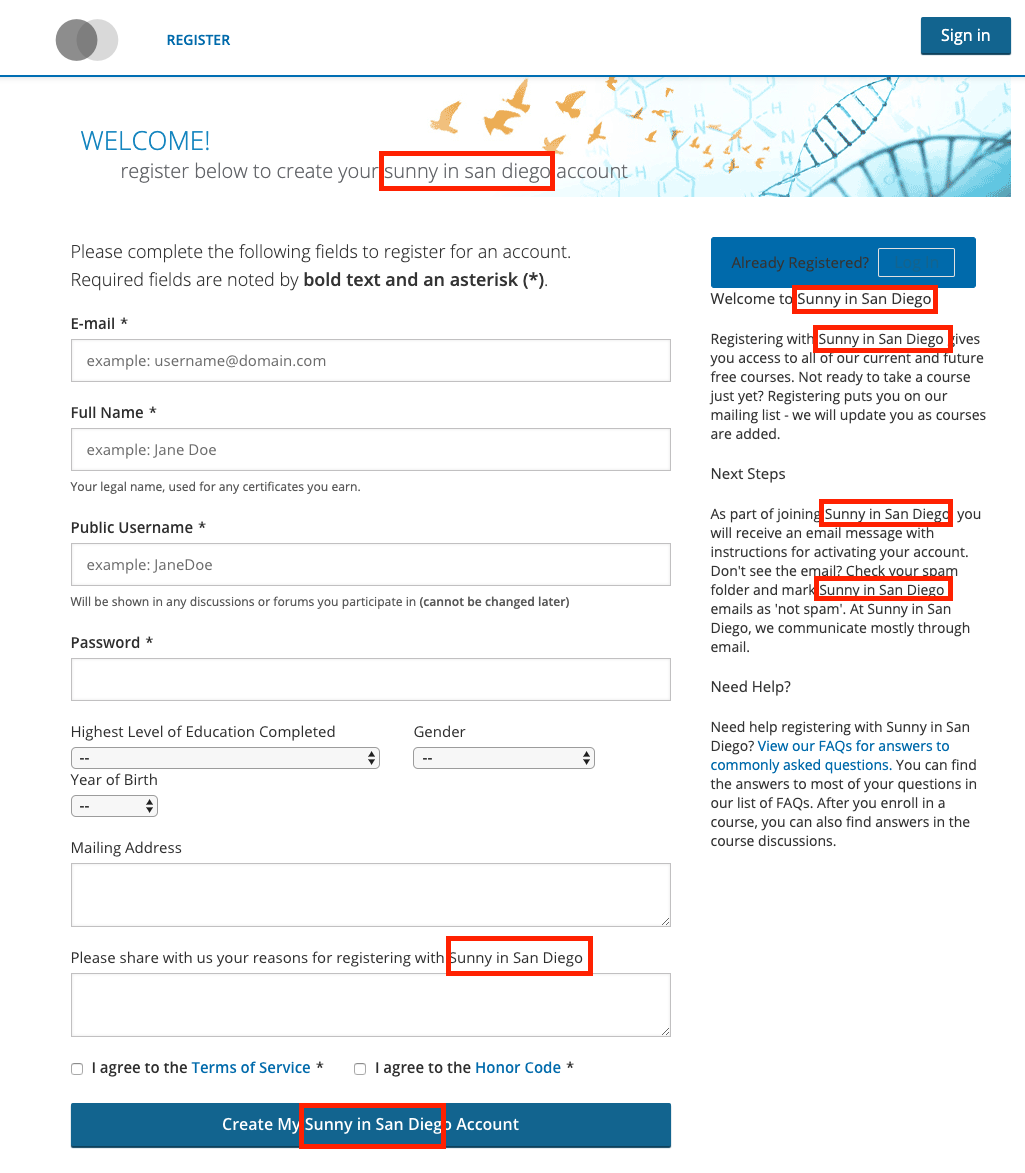 REGISTER
Sign in
WELCOME!
register below to create your sunny in san diego account
Please complete the following fields to register for an account.
Required fields are noted by bold text and an asterisk (*).
E-mail *
example: username@domain.com
Full Name *
example: Jane Doe
Your legal name, used for any certificates you earn.
Public Username *
example: JaneDoe
Will be shown in any discussions or forums you participate in (cannot be changed later)
Password *
Highest Level of Education Completed
--
Gender
--
Year of Birth
--
Mailing Address
Please share with us your reasons for registering with Sunny in San Diego
I agree to the Terms of Service *
I agree to the Honor Code *
Create My Sunny in San Diego Account
Already Registered?
Welcome to Sunny in San Diego
Registering with Sunny in San Diego gives
you access to all of our current and future
free courses. Not ready to take a course
just yet? Registering puts you on our
mailing list - we will update you as courses
are added.
Next Steps
As part of joining Sunny in San Diego, you
will receive an email message with
instructions for activating your account.
Don't see the email? Check your spam
folder and mark Sunny in San Diego
emails as 'not spam'. At Sunny in San
Diego, we communicate mostly through
email.
Need Help?
Need help registering with Sunny in San
Diego? View our FAQs for answers to
commonly asked questions. You can find
the answers to most of your questions in
our list of FAQs. After you enroll in a
course, you can also find answers in the
course discussions.